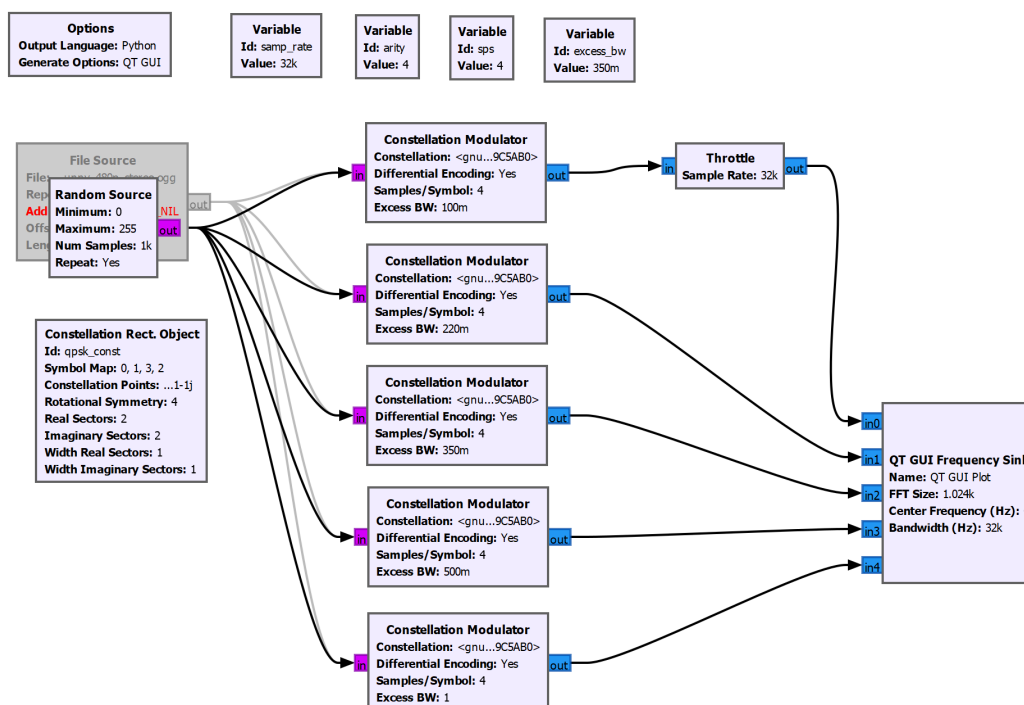 Options
Output Language: Python
Generate Options: QT GUI
Variable
Id: samp_rate
Value: 32k
Variable
Id: arity
Value: 4
Variable
Id: sps
Value: 4
Variable
Id: excess_bw
Value: 350m
File Source
File:
480p_stereo.ogg
Add
_NIL
out
Random Source
Minimum: 0
Maximum: 255
Num Samples: 1k
Repeat: Yes
out
Constellation Rect. Object
Id: qpsk_const
Symbol Map: 0, 1, 3, 2
Constellation Points: ...1-1j
Rotational Symmetry: 4
Real Sectors: 2
Imaginary Sectors: 2
Width Real Sectors: 1
Width Imaginary Sectors: 1
in
Constellation Modulator
Constellation: <gnu...9C5AB0>
Differential Encoding: Yes
Samples/Symbol: 4
Excess BW: 100m
out
in
Constellation Modulator
Constellation: <gnu...9C5AB0>
Differential Encoding: Yes
Samples/Symbol: 4
Excess BW: 220m
out
in
Constellation Modulator
Constellation: <gnu...9C5AB0>
Differential Encoding: Yes
Samples/Symbol: 4
Excess BW: 350m
out
in
Constellation Modulator
Constellation: <gnu...9C5AB0>
Differential Encoding: Yes
Samples/Symbol: 4
Excess BW: 500m
out
in
Constellation Modulator
Constellation: <gnu...9C5AB0>
Differential Encoding: Yes
Samples/Symbol: 4
Excess BW: 1
out
in
Throttle
Sample Rate: 32k
out
in0
in1
in2
in3
in4
QT GUI Frequency Sin
Name: QT GUI Plot
FFT Size: 1.024k
Center Frequency (Hz):
Bandwidth (Hz): 32k